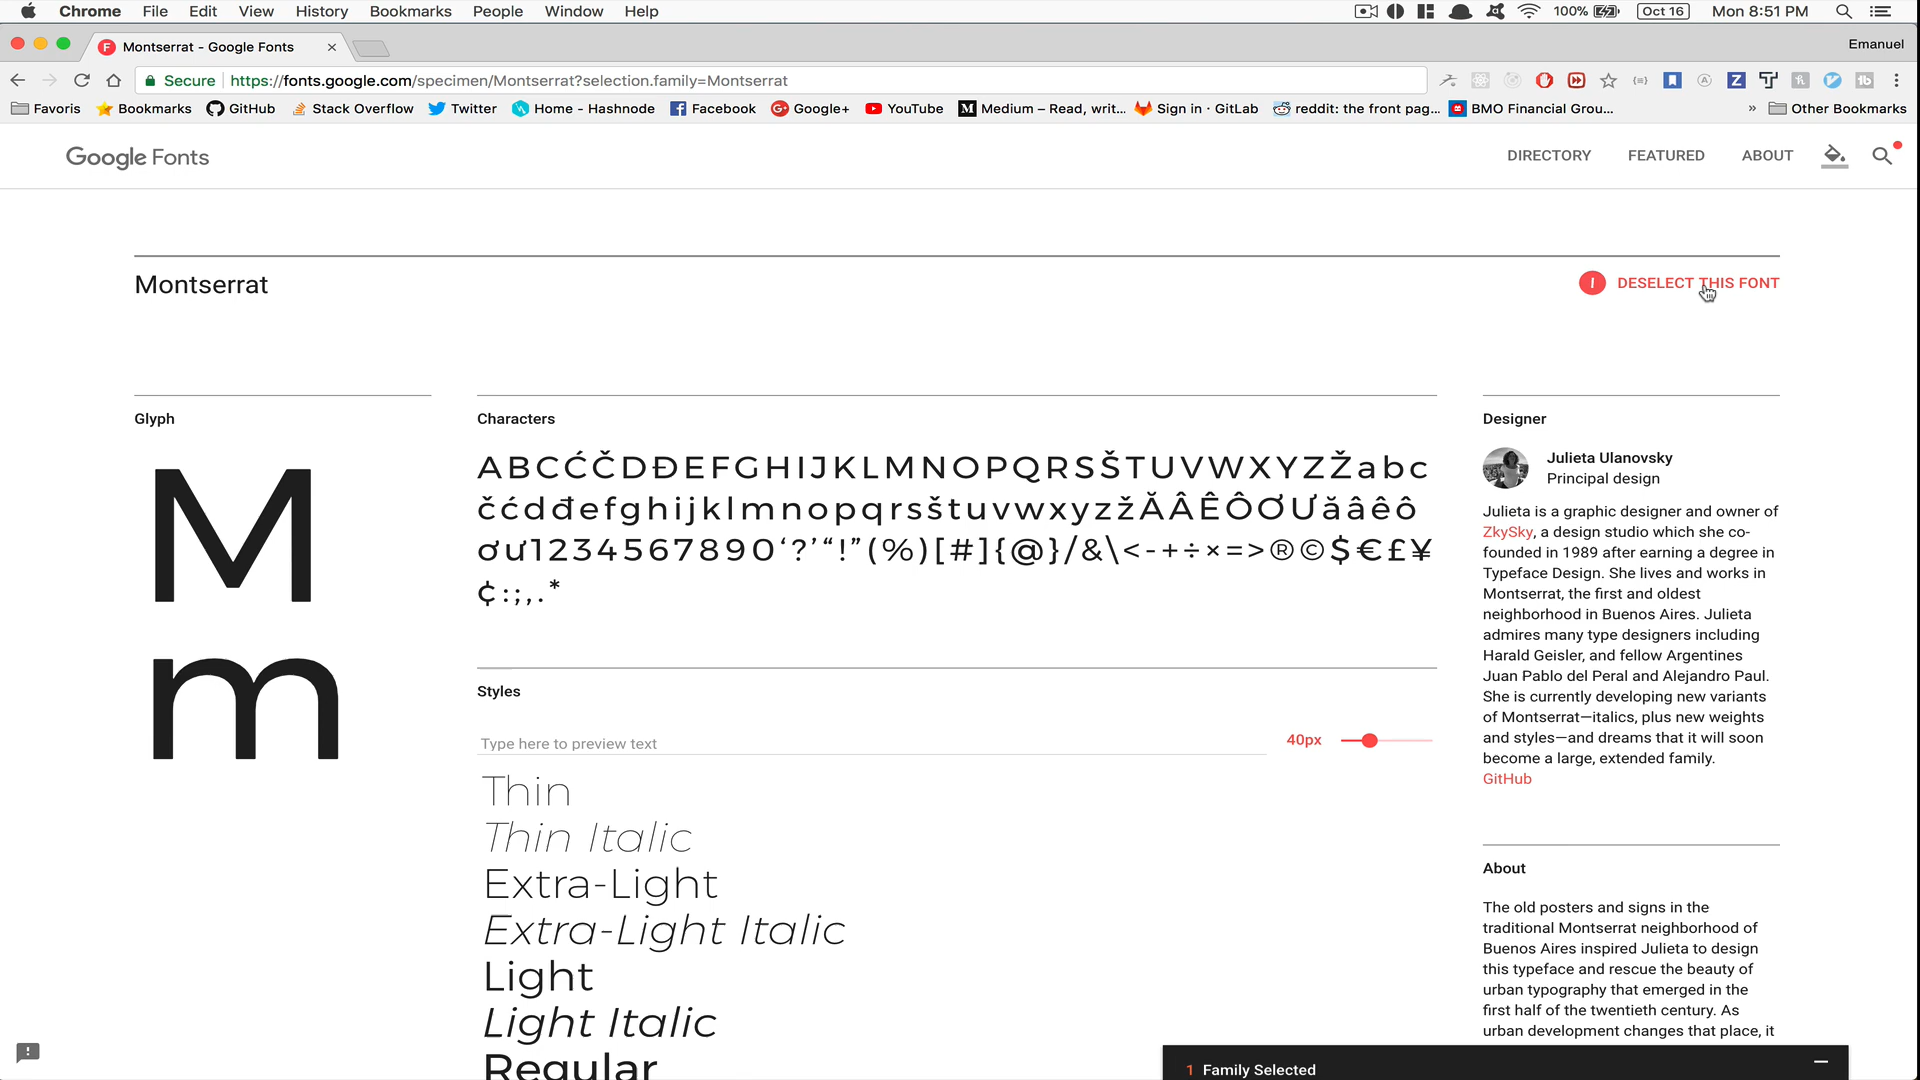 Chrome File Edit View History Bookmarks People Window Help 100% Oct 16 Mon 8:51 PM
Montserrat - Google Fonts Emanuel
Secure https://fonts.google.com/specimen/Montserrat?selection.family=Montserrat
Favoris Bookmarks GitHub Stack Overflow Twitter Home - Hashnode Facebook Google+ YouTube Medium – Read, writ... Sign in · GitLab reddit: the front pag... BMO Financial Grou... » Other Bookmarks
Google Fonts DIRECTORY FEATURED ABOUT
Montserrat
DESELECT THIS FONT
Glyph
M
m
Characters
ABCĆČDĐEFGHIJKLMNOPQRSŠTUVWXYZŽabc
čćdđefghijklmnopqrsštuvwxyzžĂÂÊÔƠƯăâêô
ơư1234567890‘?’“!”(%)[#]{@}/&\<-+÷×=>®©$€£¥
¢:;,.*
Styles
Type here to preview text
40px
Thin
Thin Italic
Extra-Light
Extra-Light Italic
Light
Light Italic
Regular
Designer
Julieta Ulanovsky
Principal design
Julieta is a graphic designer and owner of
ZkySky, a design studio which she co-
founded in 1989 after earning a degree in
Typeface Design. She lives and works in
Montserrat, the first and oldest
neighborhood in Buenos Aires. Julieta
admires many type designers including
Harald Geisler, and fellow Argentines
Juan Pablo del Peral and Alejandro Paul.
She is currently developing new variants
of Montserrat—italics, plus new weights
and styles—and dreams that it will soon
become a large, extended family.
GitHub
About
The old posters and signs in the
traditional Montserrat neighborhood of
Buenos Aires inspired Julieta to design
this typeface and rescue the beauty of
urban typography that emerged in the
first half of the twentieth century. As
urban development changes that place, it
1 Family Selected